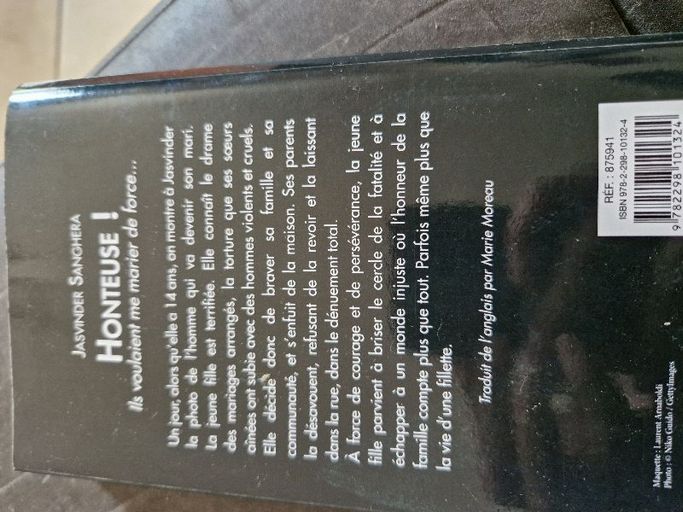 JASVINDER SANGHERA
HONTEUSE !
Ils voulaient me marier de force...
Un jour, alors qu'elle a 14 ans, on montre à Jasvinder
la photo de l'homme qui va devenir son mari.
La jeune fille est terrifiée. Elle connaît le drame
des mariages arrangés, la torture que ses sœurs
aînées ont subie avec des hommes violents et cruels.
Elle décide donc de braver sa famille et sa
communauté, et s'enfuit de la maison. Ses parents
la désavouent, refusant de la revoir et la laissant
dans la rue, dans le dénuement total.
À force de courage et de persévérance, la jeune
fille parvient à briser le cercle de la fatalité et à
échapper à un monde injuste où l'honneur de la
famille compte plus que tout. Parfois même plus que
la vie d'une fillette.
Traduit de l'anglais par Marie Moreau
RÉF. : 875941
ISBN 978-2-298-10132-4
9 782298 101324
Maquette : Laurent Arnaiboldi
Photo : © Niko Guido / GettyImages